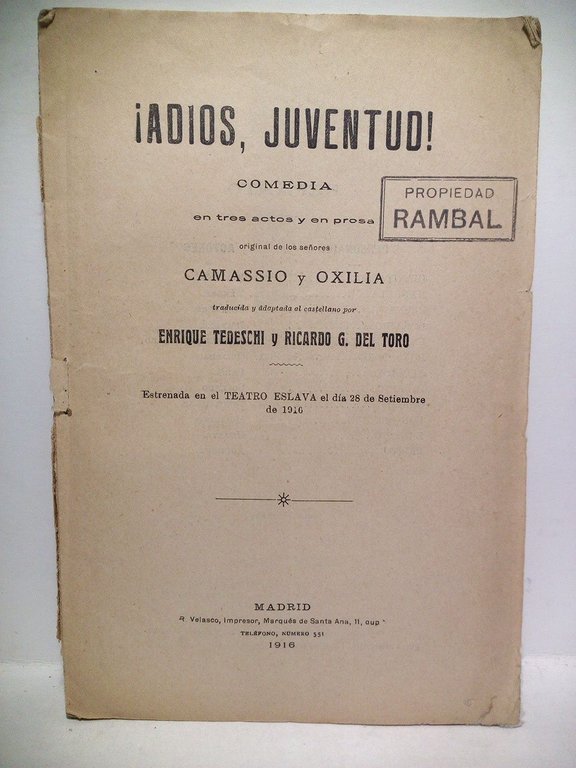 ¡ADIOS, JUVENTUD!
COMEDIA
en tres actos y en prosa
original de los señores
CAMASSIO y OXILIA
traducida y adaptada al castellano por
ENRIQUE TEDESCHI y RICARDO G. DEL TORO
Estrenada en el TEATRO ESLAVA el día 28 de Setiembre
de 1916
PROPIEDAD
RAMBAL
MADRID
R Velasco, Impresor, Marqués de Santa Ana, 11, dup
TELÉFONO, NÚMERO 551
1916